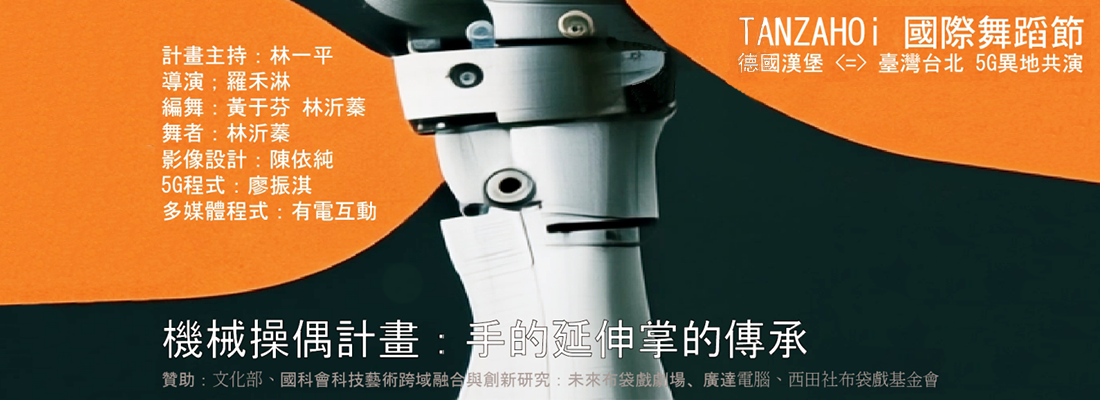 TANZAHOi 國際舞蹈節
德國漢堡 <=> 臺灣台北 5G異地共演
計畫主持：林一平
導演；羅禾淋
編舞：黃于芬 林沂蓁
舞者：林沂蓁
影像設計：陳依純
5G程式：廖振淇
多媒體程式：有電互動
機械操偶計畫：手的延伸掌的傳承
贊助：文化部、國科會科技藝術跨域融合與創新研究：未來布袋戲劇場、廣達電腦、西田社布袋戲基金會